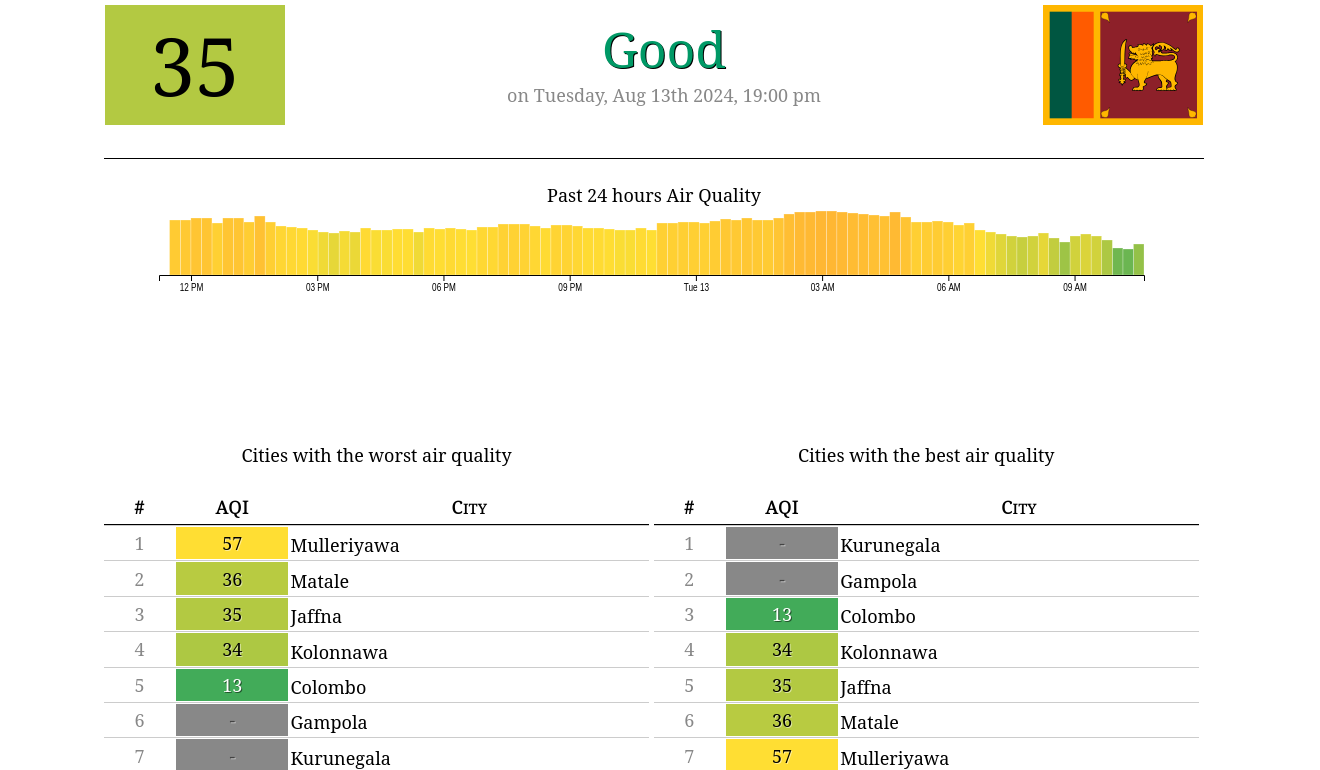 35
Good
on Tuesday, Aug 13th 2024, 19:00 pm
Past 24 hours Air Quality
12 PM 03 PM 06 PM 09 PM Tue 13 03 AM 06 AM 09 AM
Cities with the worst air quality
# AQI City
1 57 Mulleriyawa
2 36 Matale
3 35 Jaffna
4 34 Kolonnawa
5 13 Colombo
6 - Gampola
7 - Kurunegala
Cities with the best air quality
# AQI City
1 - Kurunegala
2 - Gampola
3 13 Colombo
4 34 Kolonnawa
5 35 Jaffna
6 36 Matale
7 57 Mulleriyawa